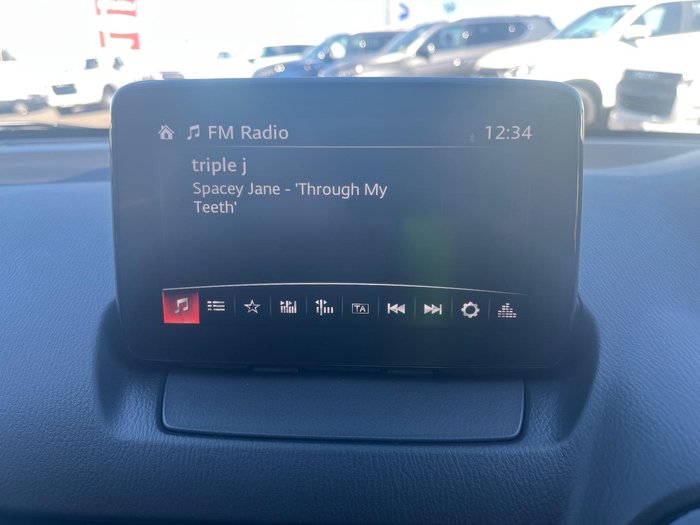 FM Radio 12:34
triple j
Spacey Jane - 'Through My
Teeth'
TA